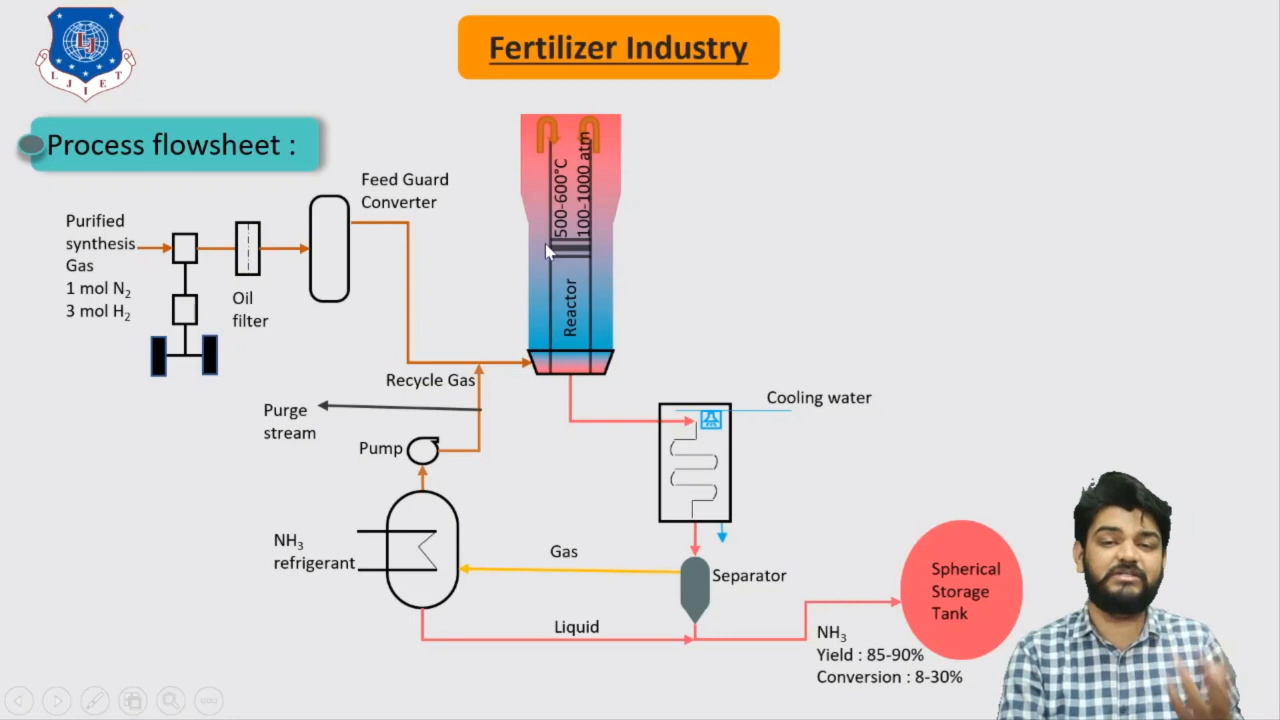 L J I E T
Fertilizer Industry
Process flowsheet :
Feed Guard
Converter
Purified
synthesis
Gas
1 mol N₂
3 mol H₂
Oil
filter
500-600°C
100-1000 atm
Reactor
Recycle Gas
Purge
stream
Pump
Cooling water
NH₃
refrigerant
Gas
Separator
Liquid
Spherical
Storage
Tank
NH₃
Yield : 85-90%
Conversion : 8-30%